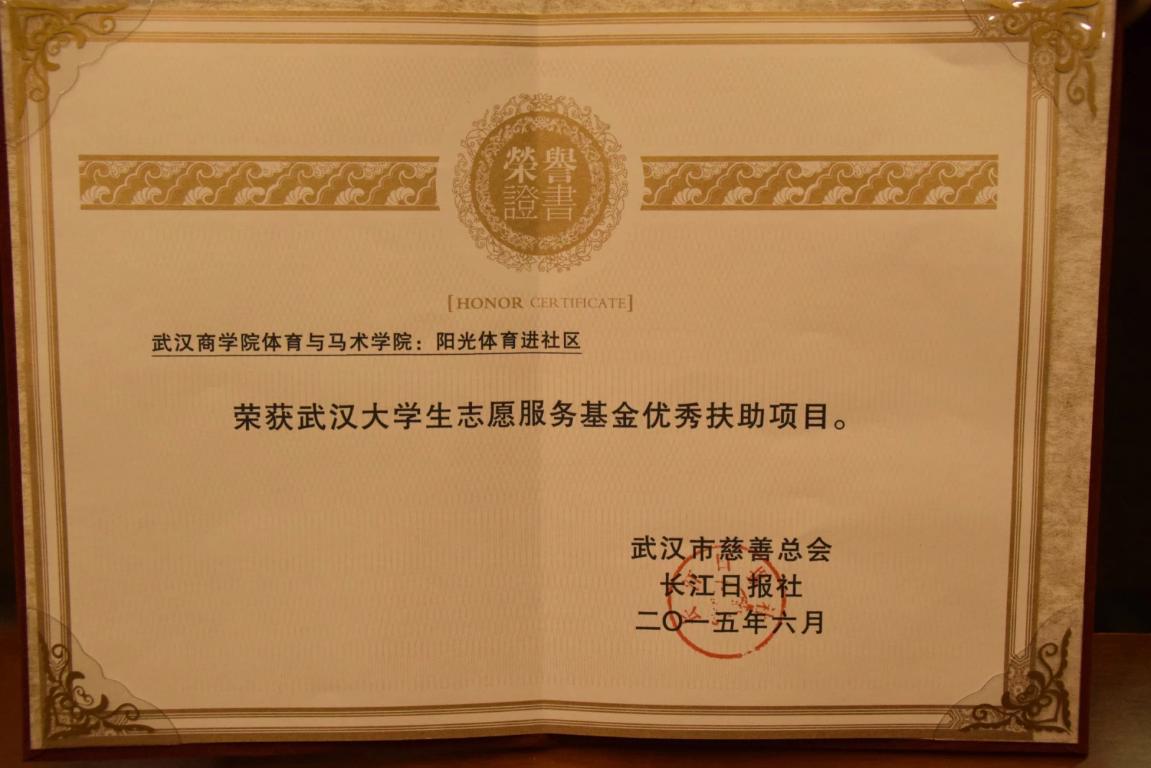 榮譽
證書
[HONOR CERTIFICATE]
武汉商学院体育与马术学院：阳光体育进社区
荣获武汉大学生志愿服务基金优秀扶助项目。
武汉市慈善总会
长江日报社
二〇一五年六月